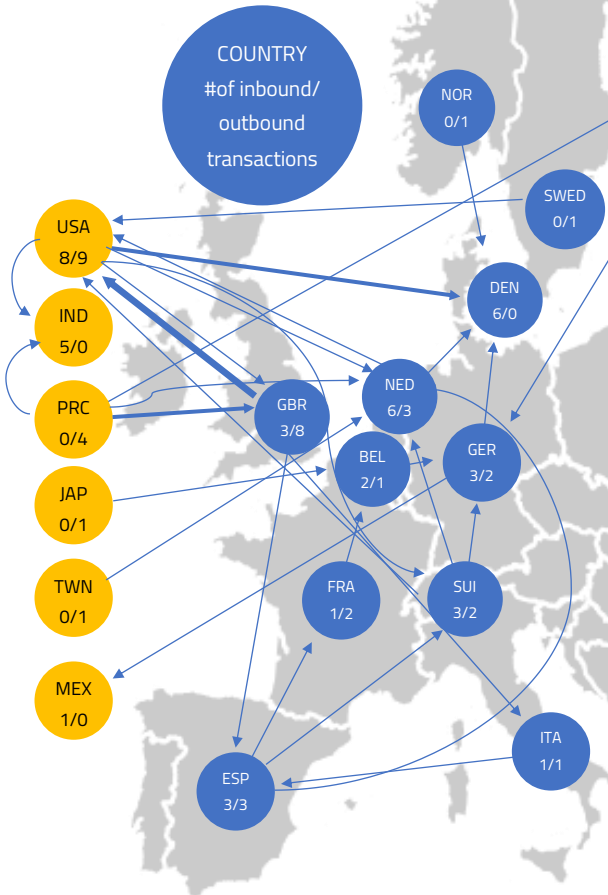 COUNTRY
#of inbound/
outbound
transactions
NOR
0/1
SWED
0/1
USA
8/9
DEN
6/0
IND
5/0
PRC
0/4
GBR
3/8
NED
6/3
BEL
2/1
GER
3/2
JAP
0/1
TWN
0/1
FRA
1/2
SUI
3/2
MEX
1/0
ESP
3/3
ITA
1/1